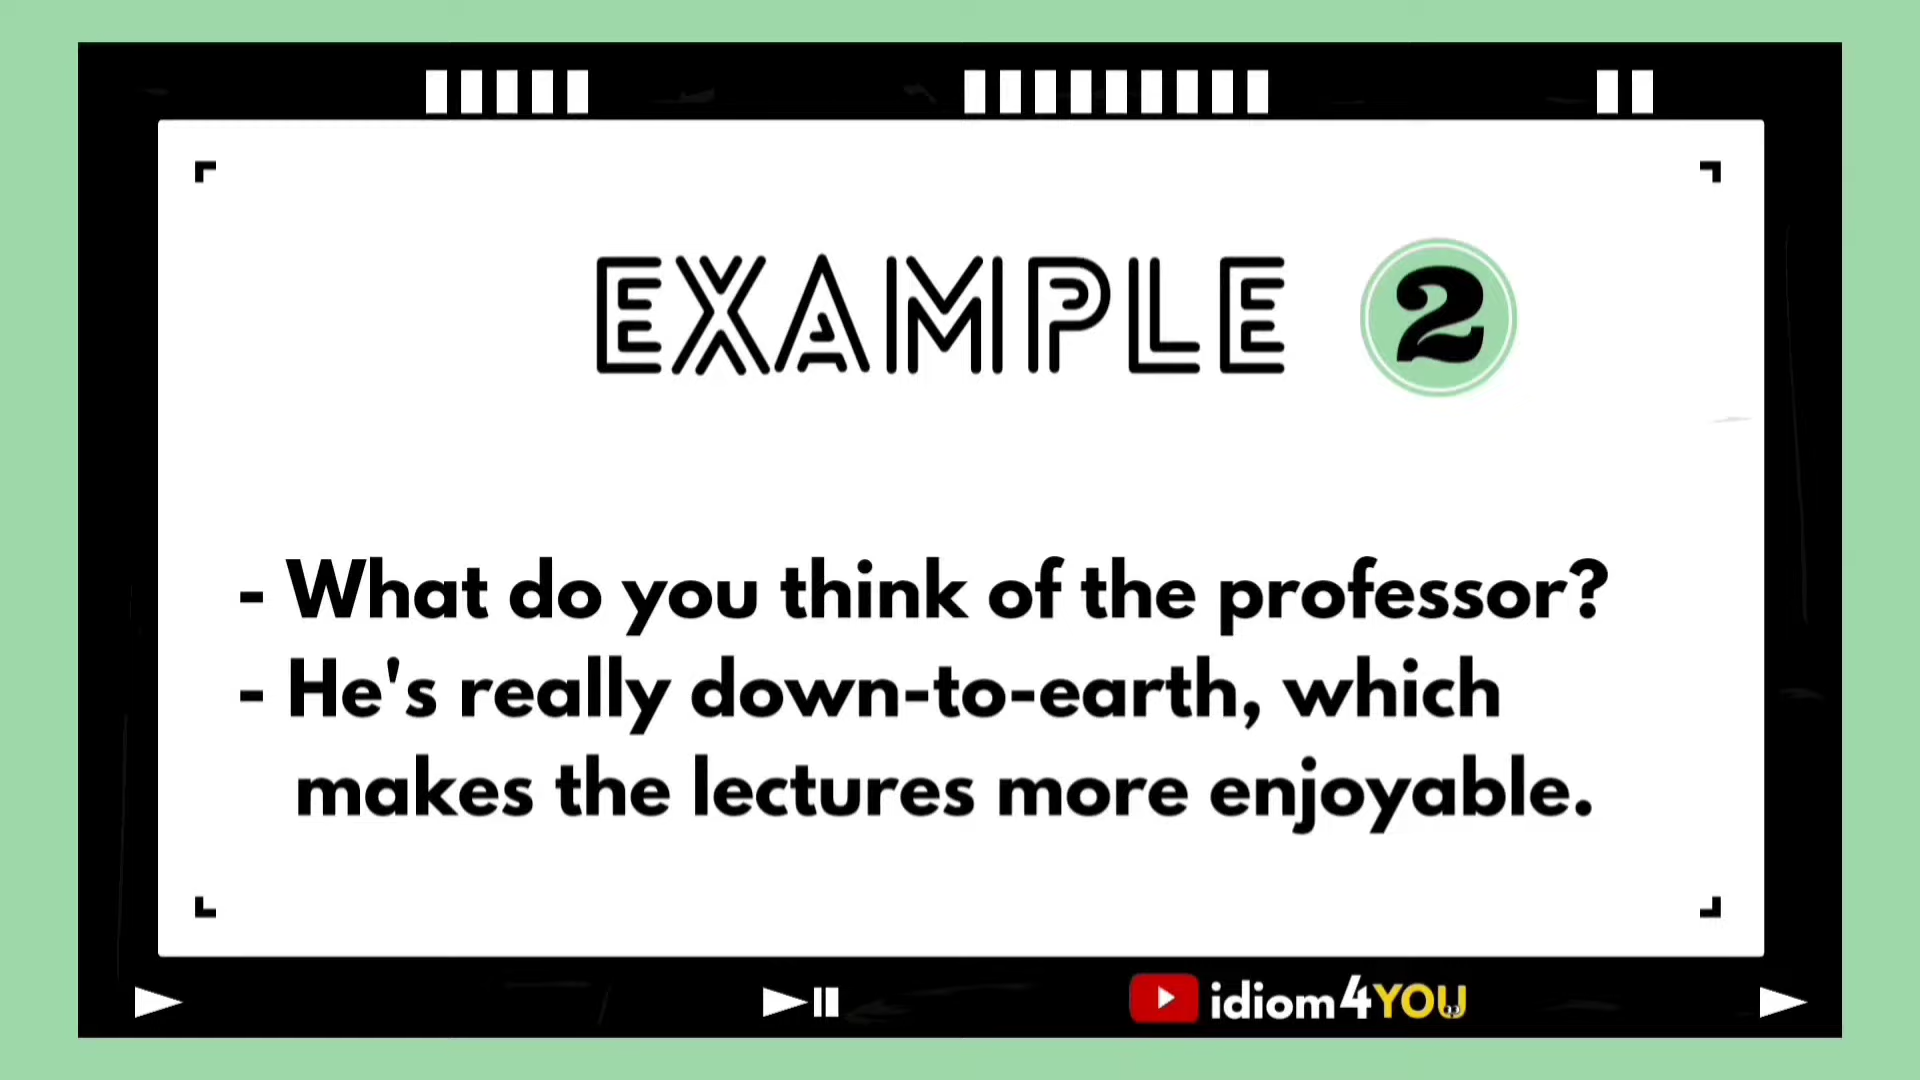 EXAMPLE 2
- What do you think of the professor?
- He's really down-to-earth, which
makes the lectures more enjoyable.
idiom4YOU